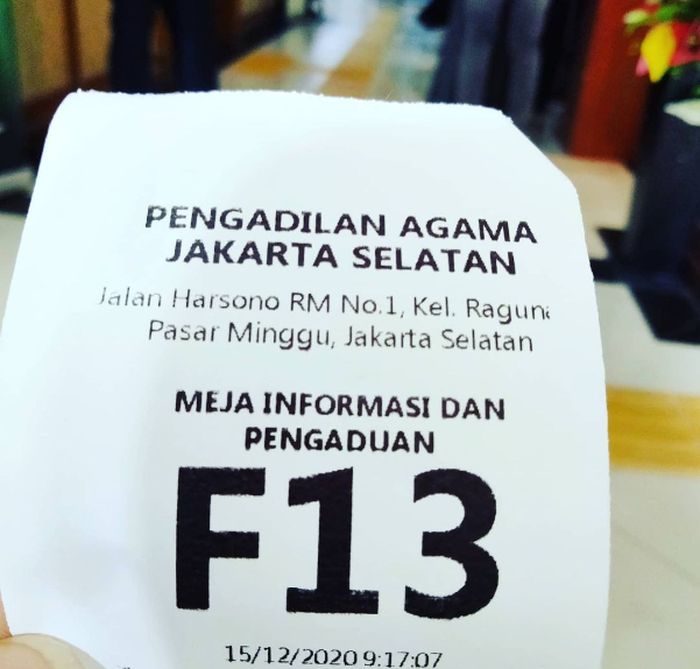 PENGADILAN AGAMA
JAKARTA SELATAN
Jalan Harsono RM No.1, Kel.
Pasar Minggu, Jakarta Selatan
MEJA INFORMASI DAN
PENGADUAN
F13
15/12/2020 9:17:07